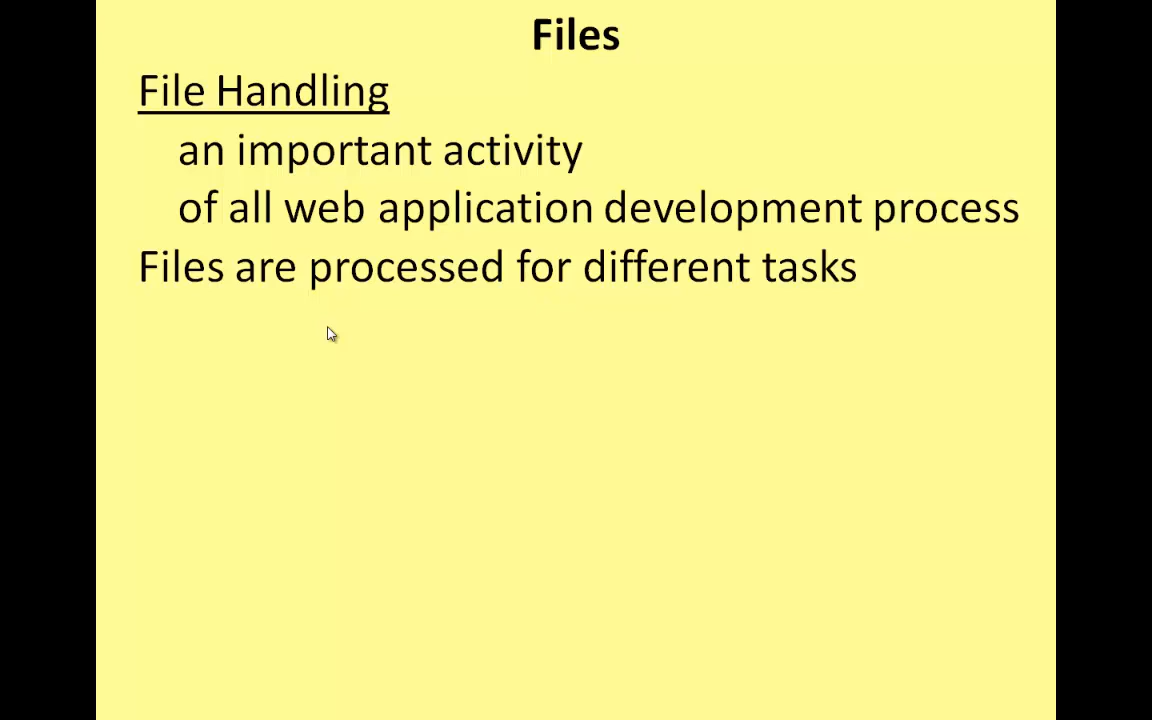 Files
File Handling
an important activity
of all web application development process
Files are processed for different tasks